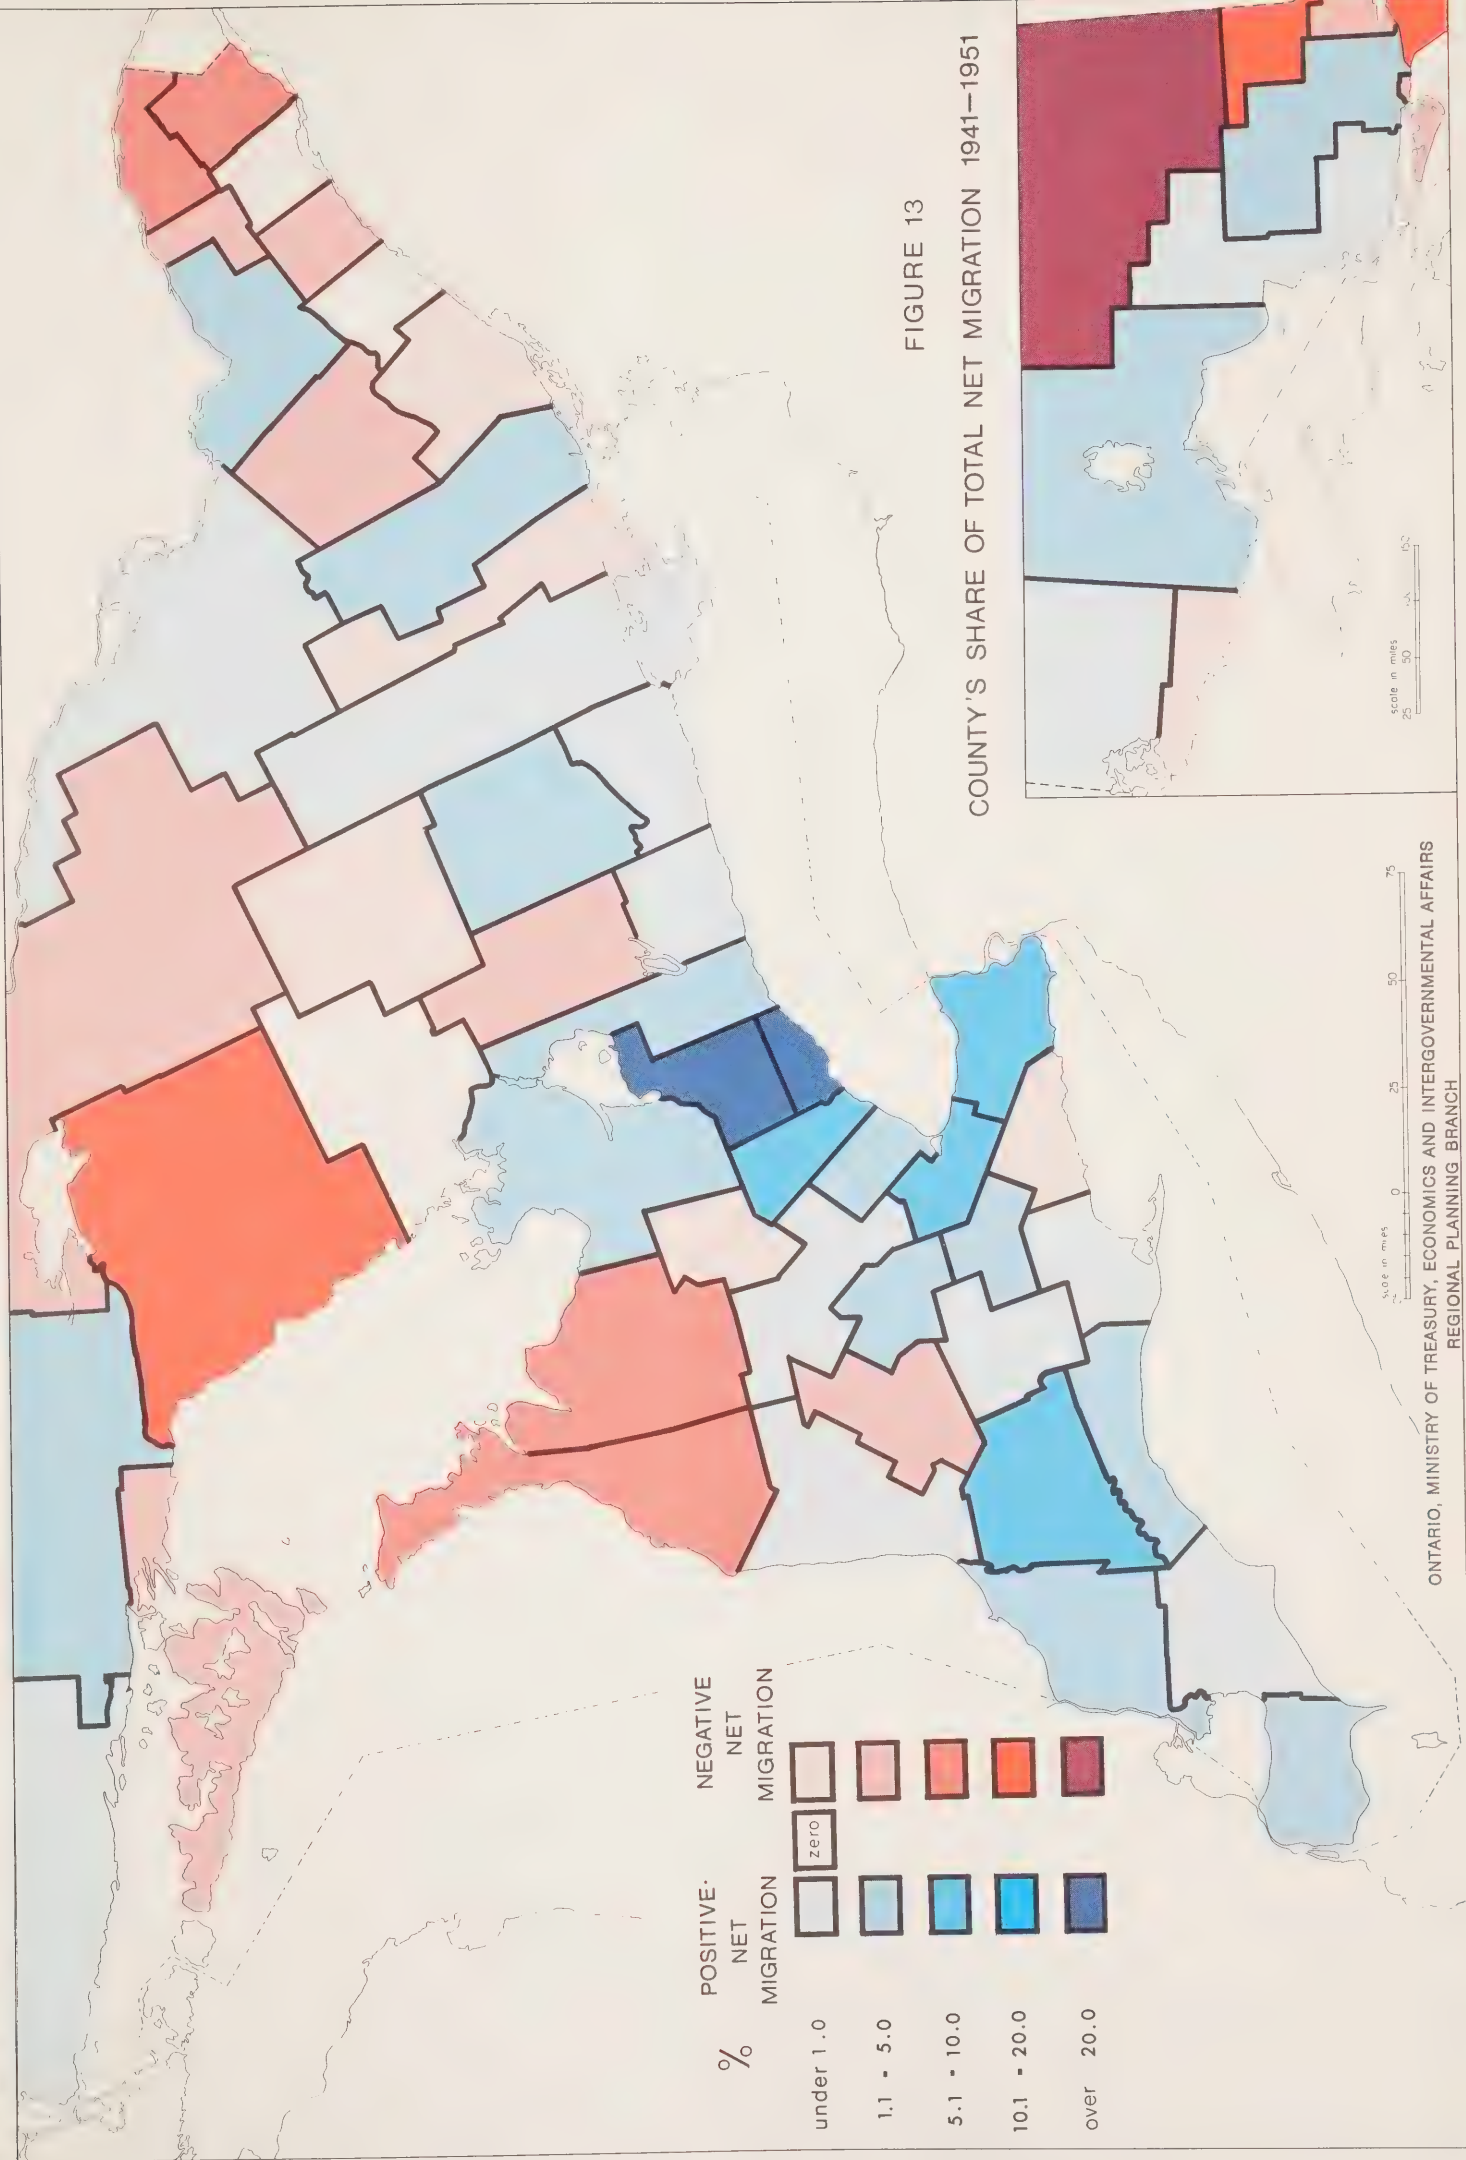 FIGURE 13
COUNTY'S SHARE OF TOTAL NET MIGRATION 1941–1951
%
POSITIVE·
NET
MIGRATION
NEGATIVE
NET
MIGRATION
under 1.0
zero
1.1 - 5.0
5.1 - 10.0
10.1 - 20.0
over 20.0
scale in miles
25 50 150
scale in miles
0 25 50 75
ONTARIO, MINISTRY OF TREASURY, ECONOMICS AND INTERGOVERNMENTAL AFFAIRS
REGIONAL PLANNING BRANCH